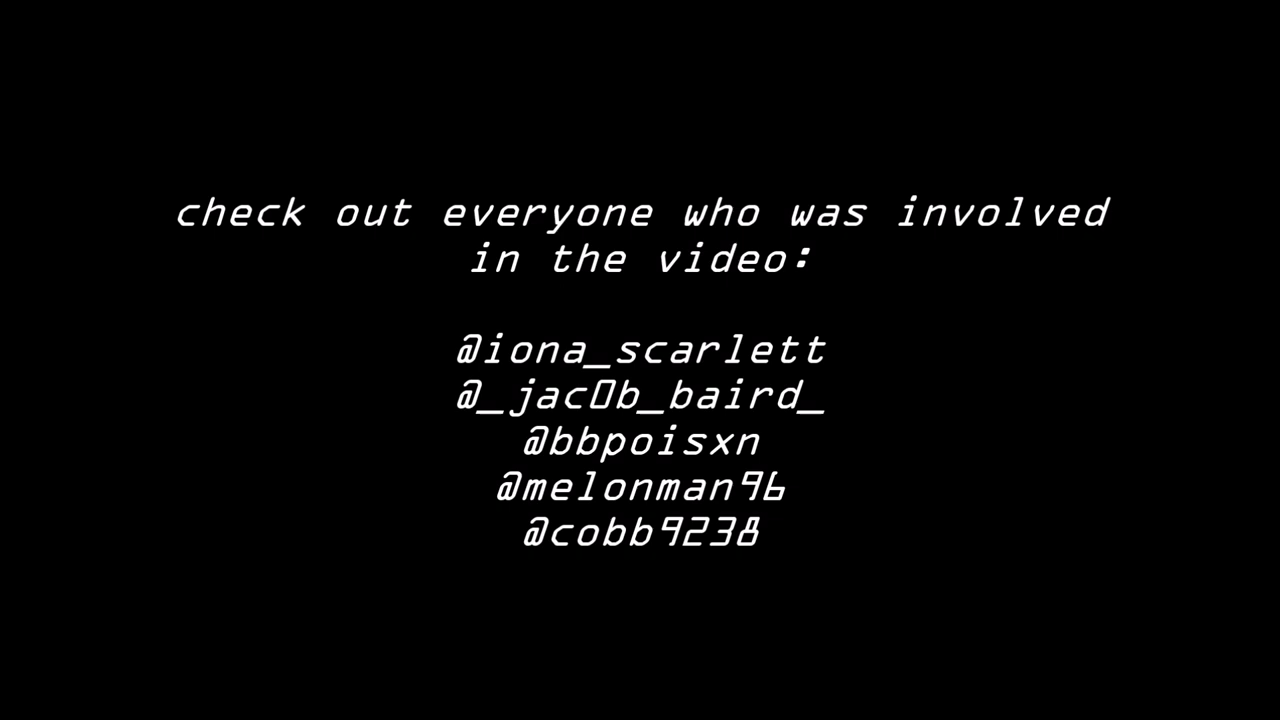 check out everyone who was involved
in the video:
@iona_scarlett
@_jac0b_baird_
@bbpoisxn
@melonman96
@cobb9238